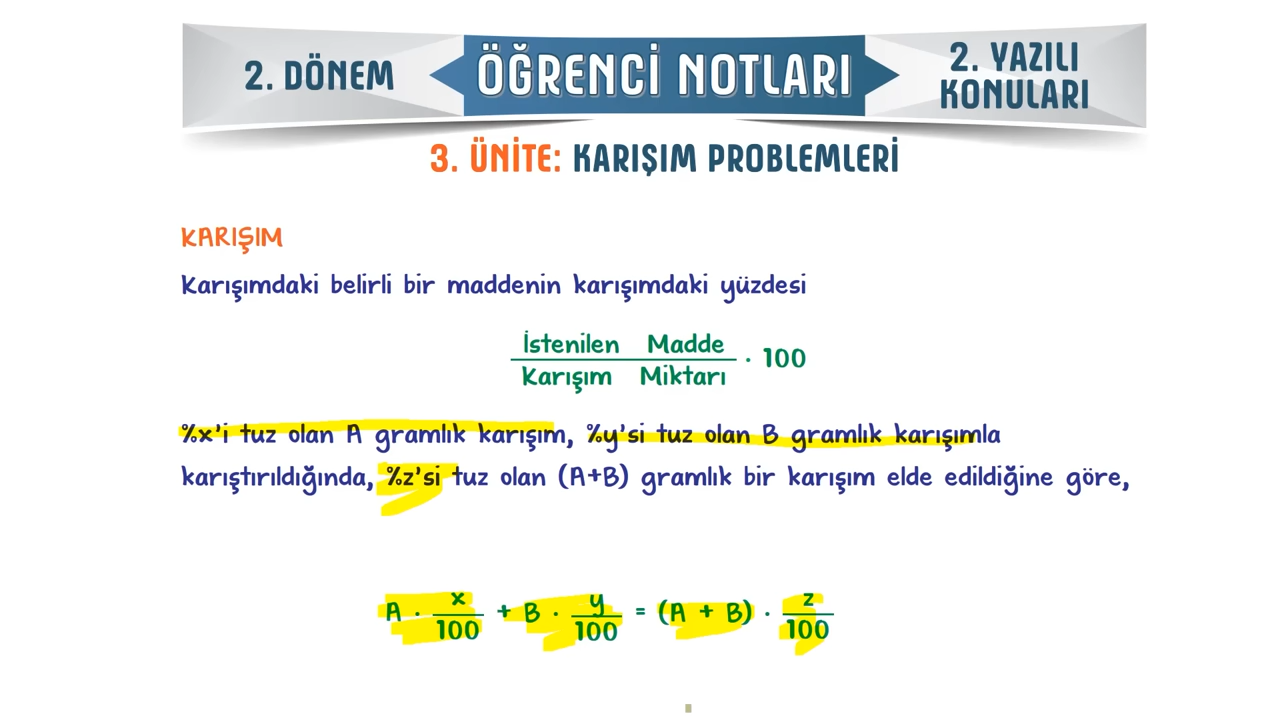 2. DÖNEM
ÖĞRENCİ NOTLARI
2. YAZILI
KONULARI
3. ÜNİTE: KARIŞIM PROBLEMLERİ
KARIŞIM
Karışımdaki belirli bir maddenin karışımdaki yüzdesi
İstenilen Madde
· 100
Karışım Miktarı
%x'i tuz olan A gramlık karışım, %y'si tuz olan B gramlık karışımla
karıştırıldığında, %z'si tuz olan (A+B) gramlık bir karışım elde edildiğine göre,
A · x/100 + B · y/100 = (A + B) · z/100